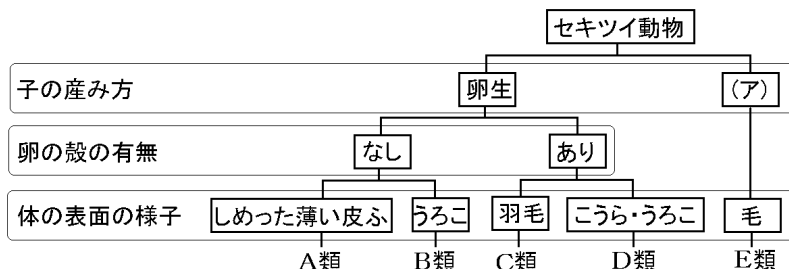 セキツイ動物
子の産み方 卵生 (ア)
卵の殻の有無 なし あり
体の表面の様子 しめった薄い皮ふ うろこ 羽毛 こうら・うろこ 毛
A類 B類 C類 D類 E類